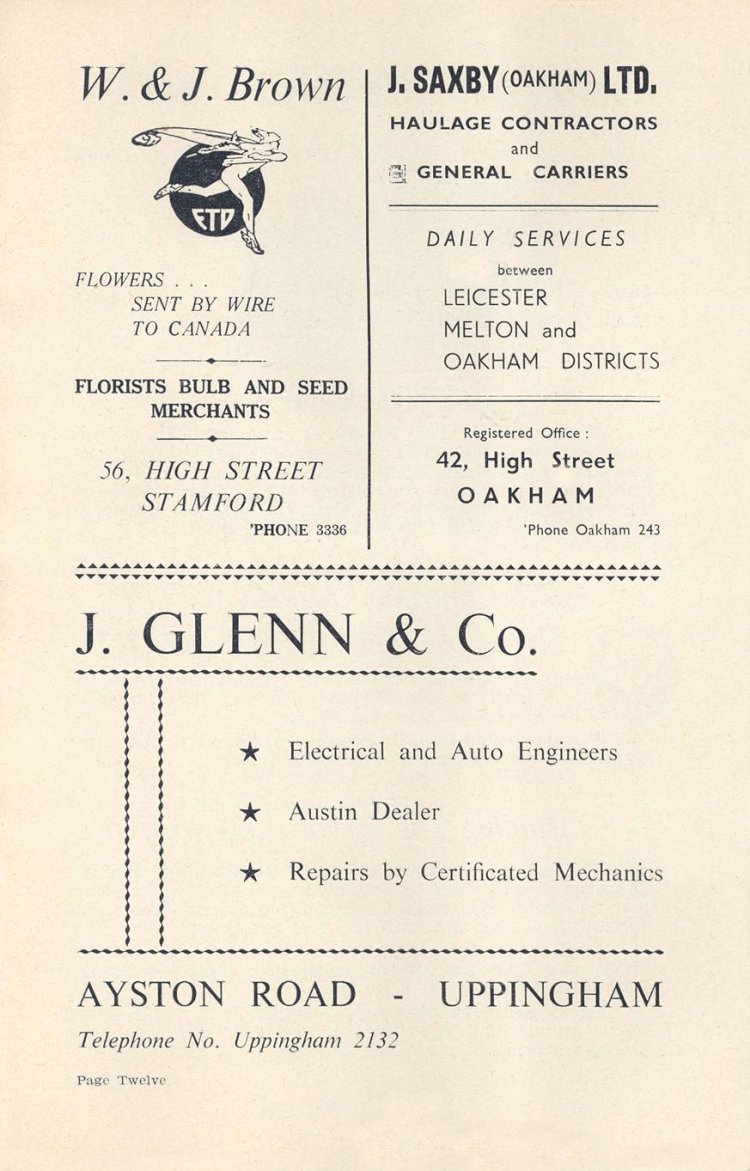 W. & J. Brown
FTD
FLOWERS . . .
SENT BY WIRE
TO CANADA
FLORISTS BULB AND SEED
MERCHANTS
56, HIGH STREET
STAMFORD
'PHONE 3336
J. SAXBY (OAKHAM) LTD.
HAULAGE CONTRACTORS
and
GENERAL CARRIERS
DAILY SERVICES
between
LEICESTER
MELTON and
OAKHAM DISTRICTS
Registered Office :
42, High Street
OAKHAM
'Phone Oakham 243
J. GLENN & Co.
★ Electrical and Auto Engineers
★ Austin Dealer
★ Repairs by Certificated Mechanics
AYSTON ROAD - UPPINGHAM
Telephone No. Uppingham 2132
Page Twelve